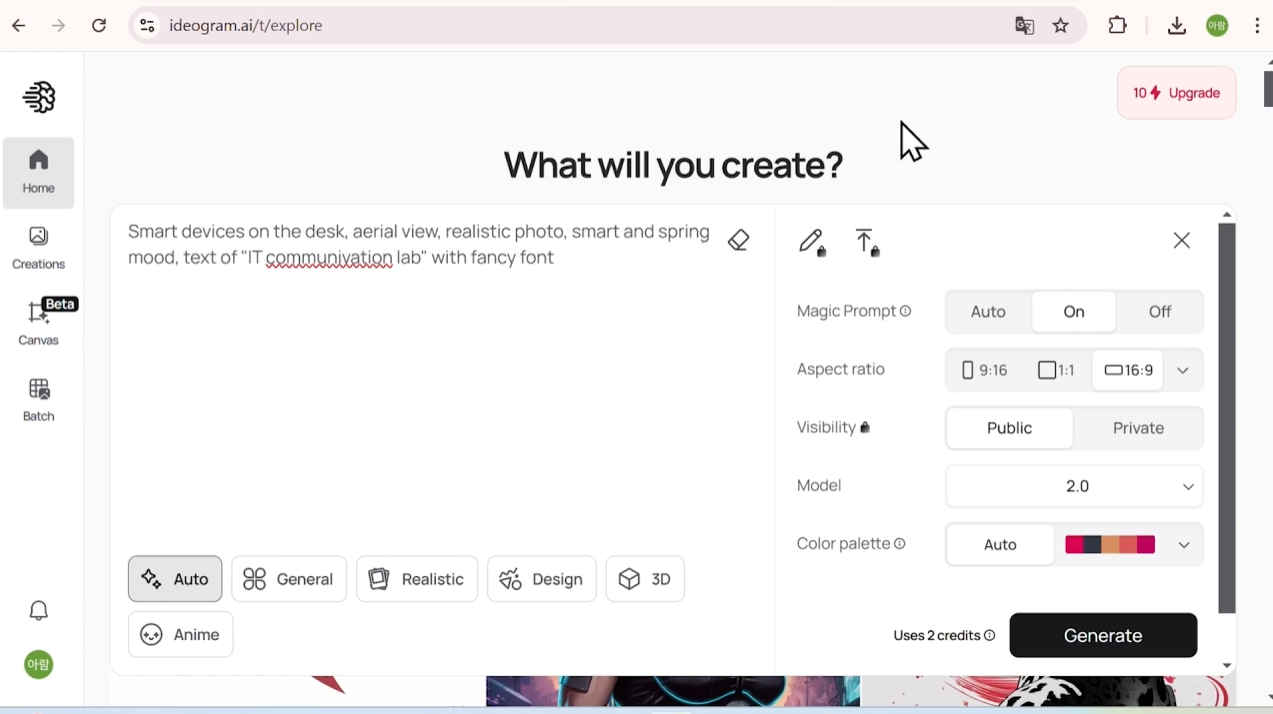 ideogram.ai/t/explore
아람
10 Upgrade
What will you create?
Home
Creations
Beta
Canvas
Batch
아람
Smart devices on the desk, aerial view, realistic photo, smart and spring
mood, text of "IT communivation lab" with fancy font
Auto
General
Realistic
Design
3D
Anime
Magic Prompt
Auto
On
Off
Aspect ratio
9:16
1:1
16:9
Visibility
Public
Private
Model
2.0
Color palette
Auto
Uses 2 credits
Generate